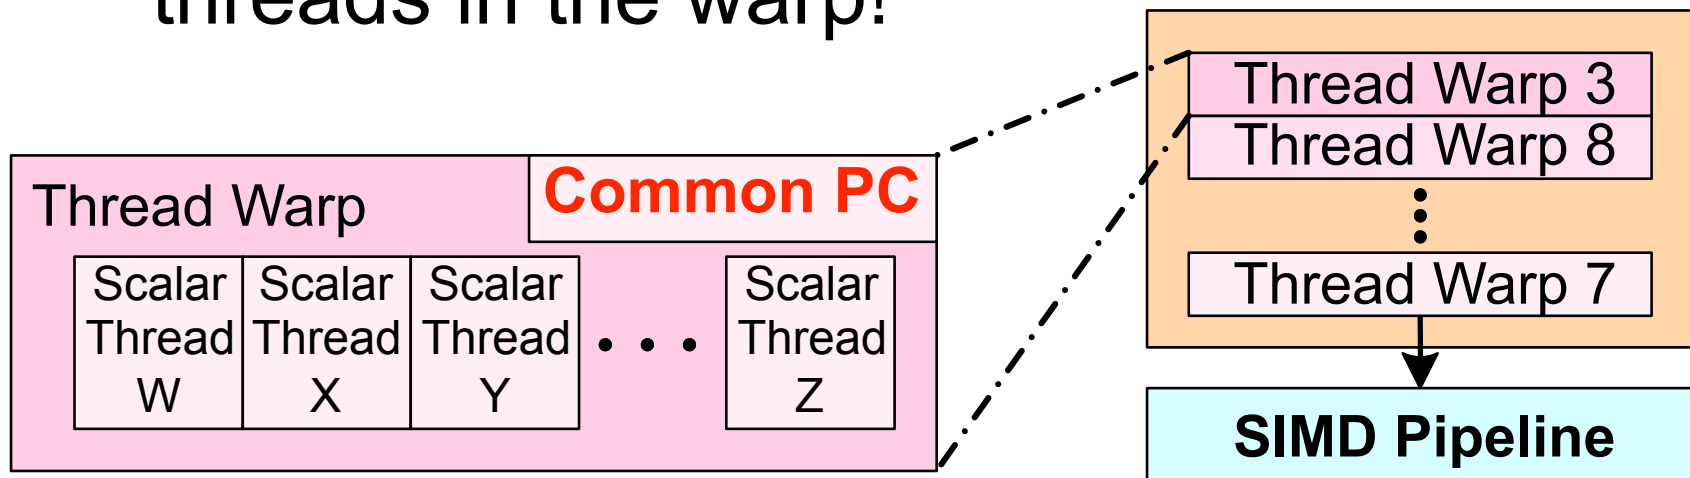 threads in the warp!
Thread Warp
Common PC
Scalar
Thread
W
Scalar
Thread
X
Scalar
Thread
Y
Scalar
Thread
Z
Thread Warp 3
Thread Warp 8
Thread Warp 7
SIMD Pipeline